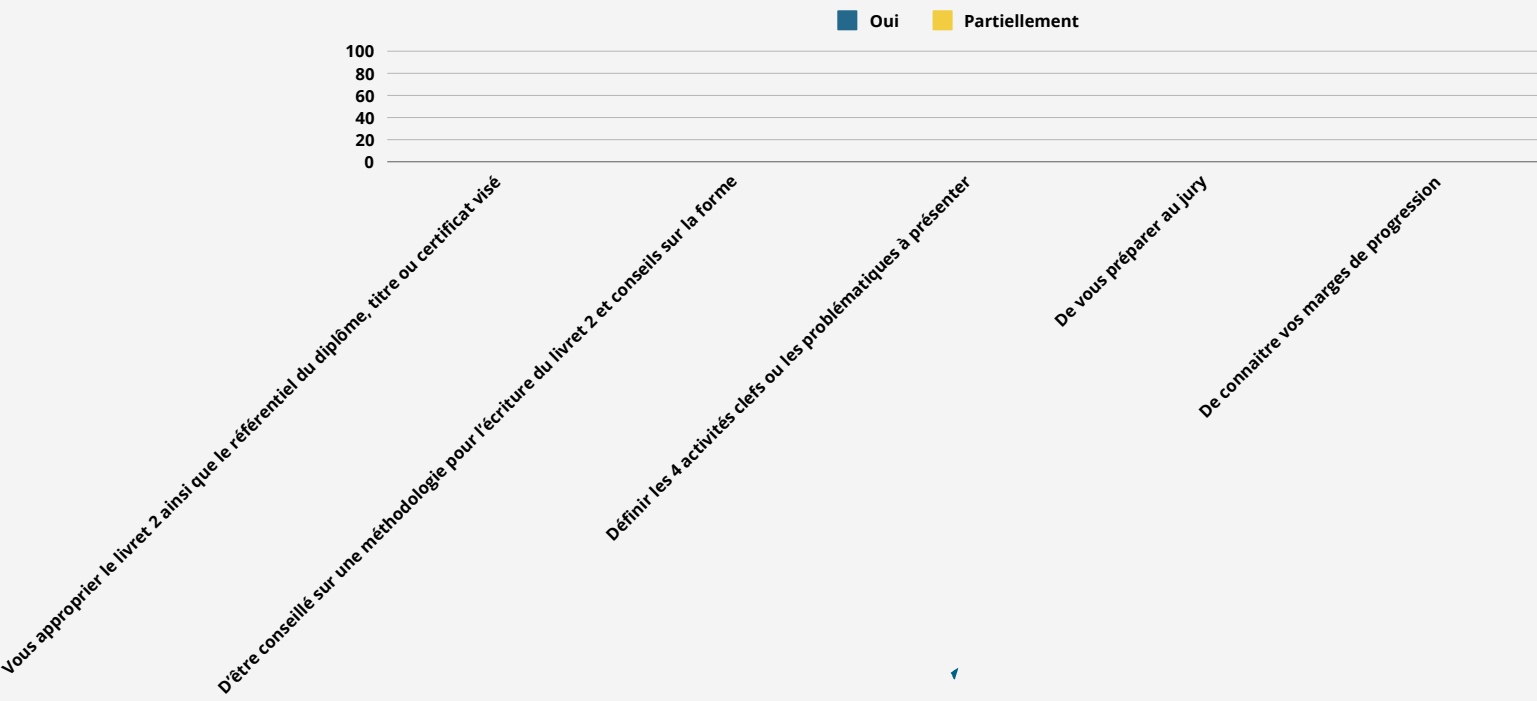 Oui
Partiellement
100
80
60
40
20
0
Vous approprier le livret 2 ainsi que le référentiel du diplôme, titre ou certificat visé
D'être conseillé sur une méthodologie pour l'écriture du livret 2 et conseils sur la forme
Définir les 4 activités clefs ou les problématiques à présenter
De vous préparer au jury
De connaitre vos marges de progression